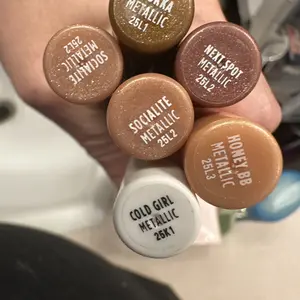 METALLIC
25L1
SOCIALITE
METALLIC
25L2
NEXT SPOT
METALLIC
25L2
SOCIALITE
METALLIC
25L2
HONEY BB
METALLIC
25L3
COLD GIRL
METALLIC
25K1